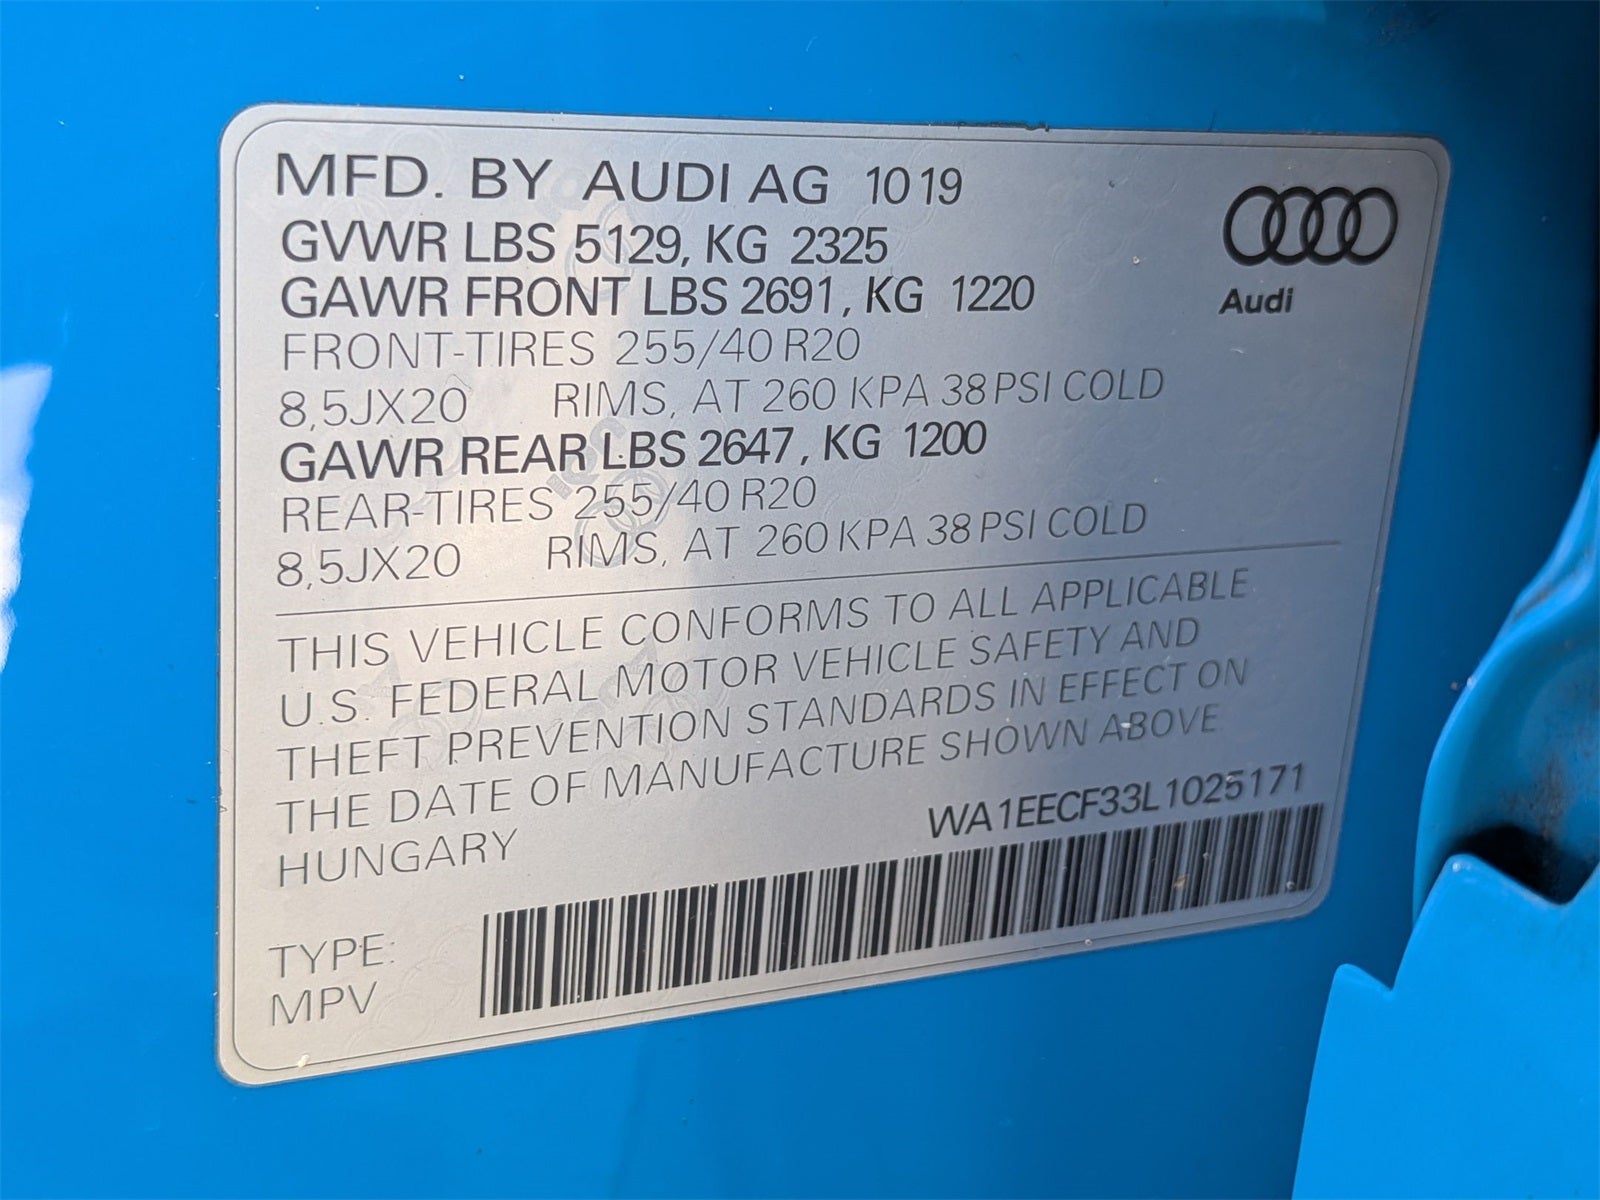 MFD. BY AUDI AG 10 19
GVWR LBS 5129, KG 2325
GAWR FRONT LBS 2691, KG 1220
FRONT-TIRES 255/40 R20
8,5JX20 RIMS, AT 260 KPA 38 PSI COLD
GAWR REAR LBS 2647, KG 1200
REAR-TIRES 255/40 R20
8,5JX20 RIMS, AT 260 KPA 38 PSI COLD
Audi
THIS VEHICLE CONFORMS TO ALL APPLICABLE
U.S. FEDERAL MOTOR VEHICLE SAFETY AND
THEFT PREVENTION STANDARDS IN EFFECT ON
THE DATE OF MANUFACTURE SHOWN ABOVE
HUNGARY
WA1EECF33L1025171
TYPE:
MPV